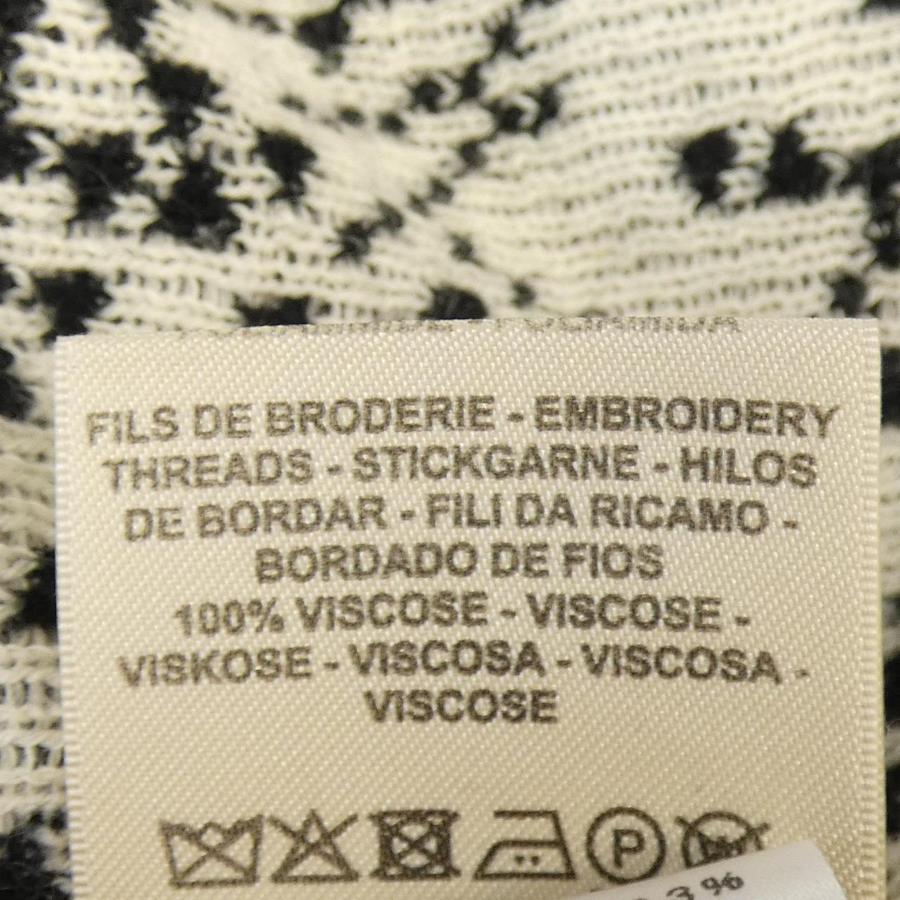 FILS DE BRODERIE - EMBROIDERY
THREADS - STICKGARNE - HILOS
DE BORDAR - FILI DA RICAMO -
BORDADO DE FIOS
100% VISCOSE - VISCOSE -
VISKOSE - VISCOSA - VISCOSA -
VISCOSE
P
3%